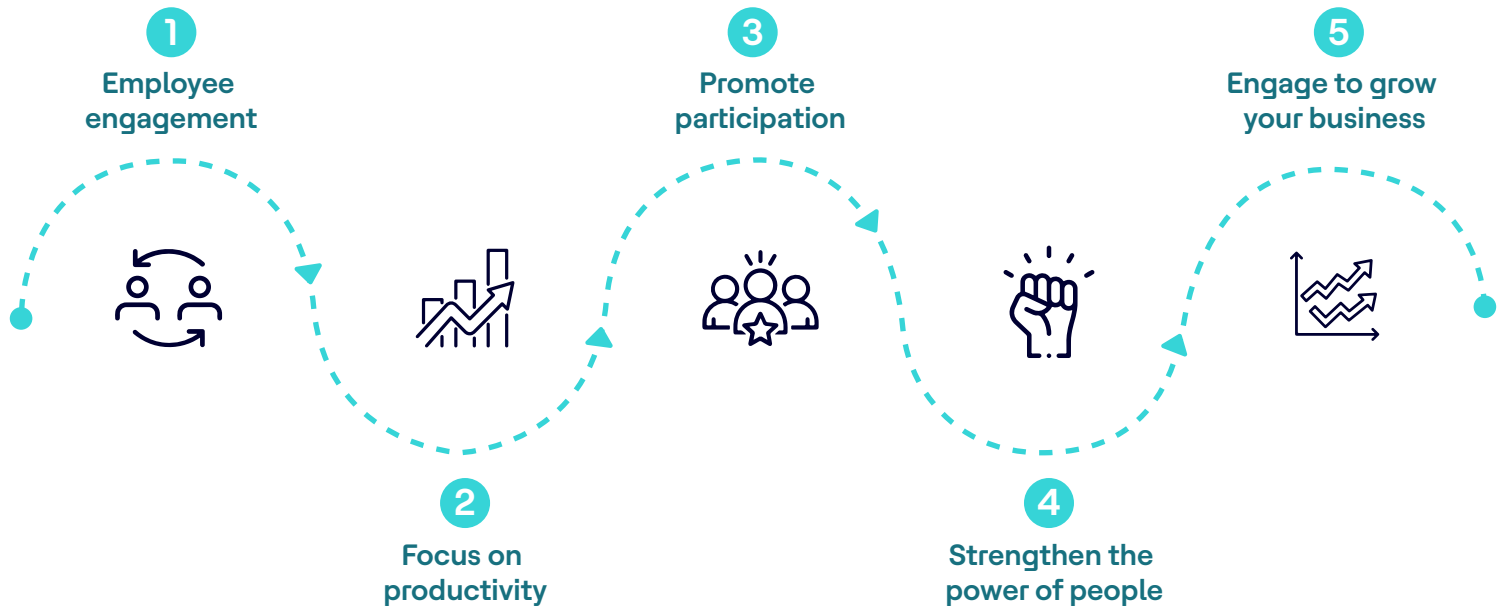 1
Employee
engagement
2
Focus on
productivity
3
Promote
participation
4
Strengthen the
power of people
5
Engage to grow
your business